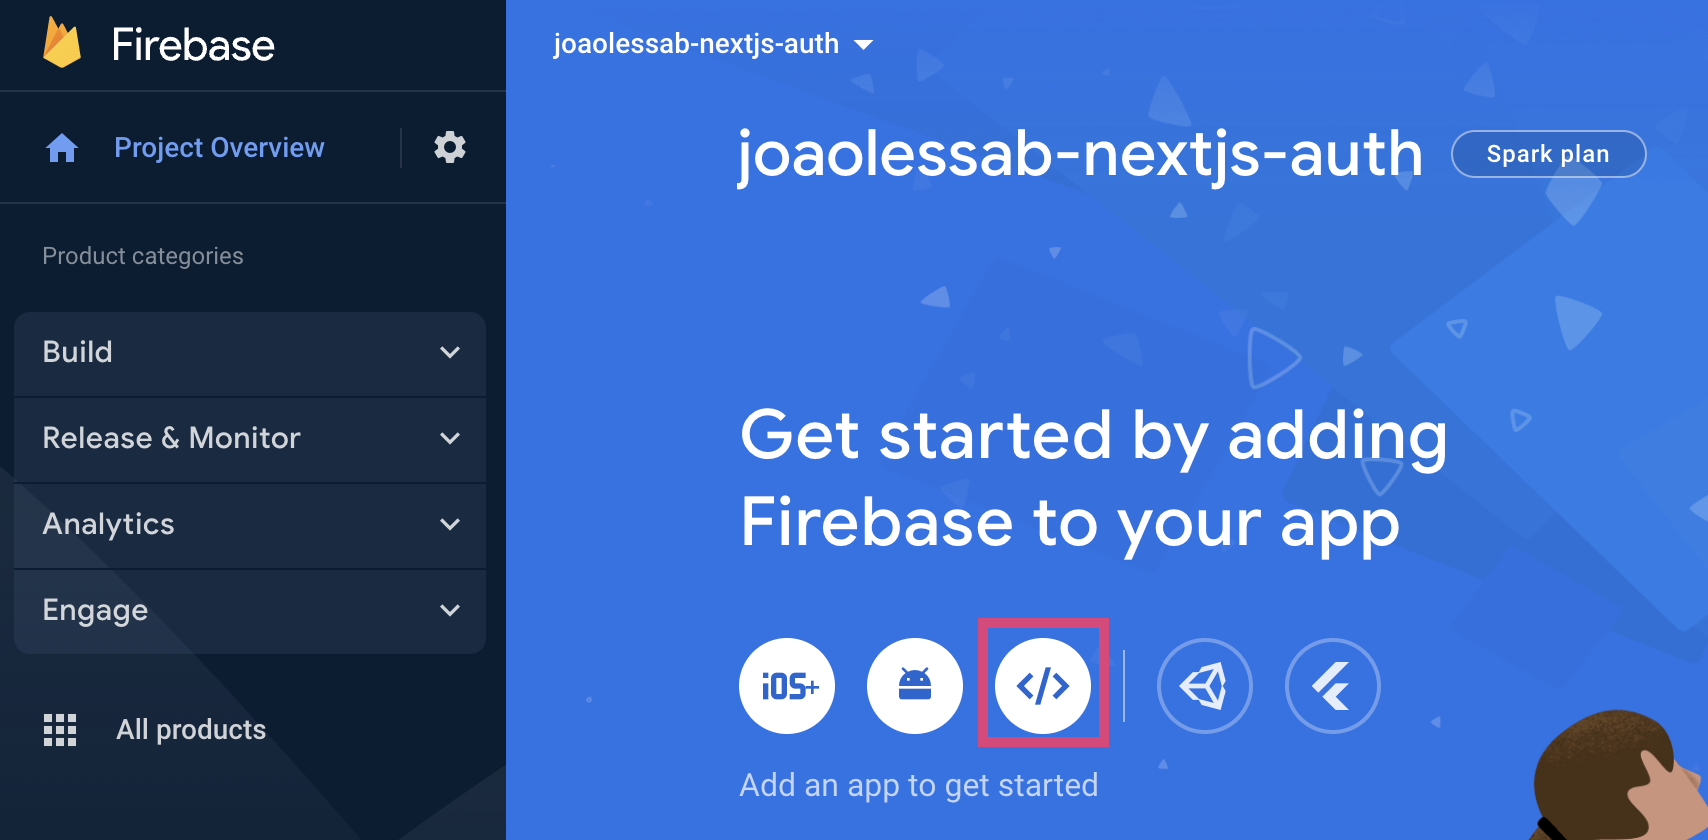 Firebase
Project Overview
Product categories
Build
Release & Monitor
Analytics
Engage
All products
joaolessab-nextjs-auth
joaolessab-nextjs-auth
Spark plan
Get started by adding
Firebase to your app
iOS+
</>
Add an app to get started